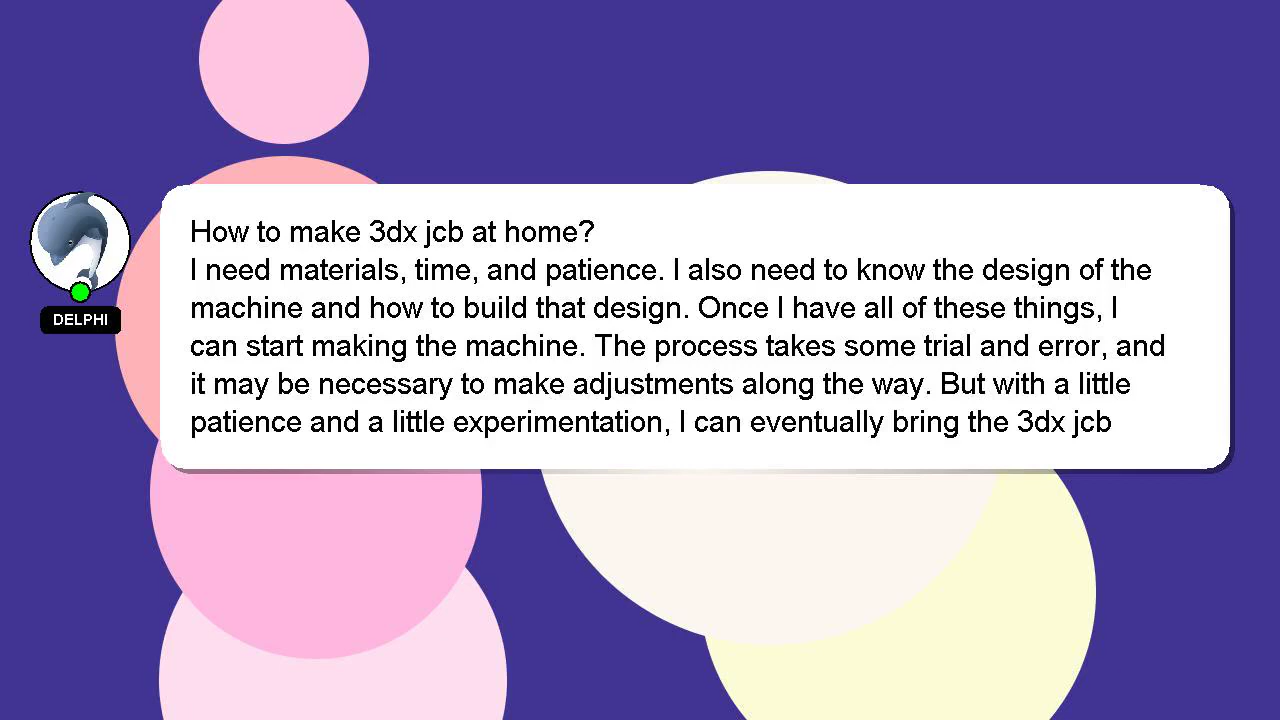 DELPHI
How to make 3dx jcb at home?
I need materials, time, and patience. I also need to know the design of the
machine and how to build that design. Once I have all of these things, I
can start making the machine. The process takes some trial and error, and
it may be necessary to make adjustments along the way. But with a little
patience and a little experimentation, I can eventually bring the 3dx jcb